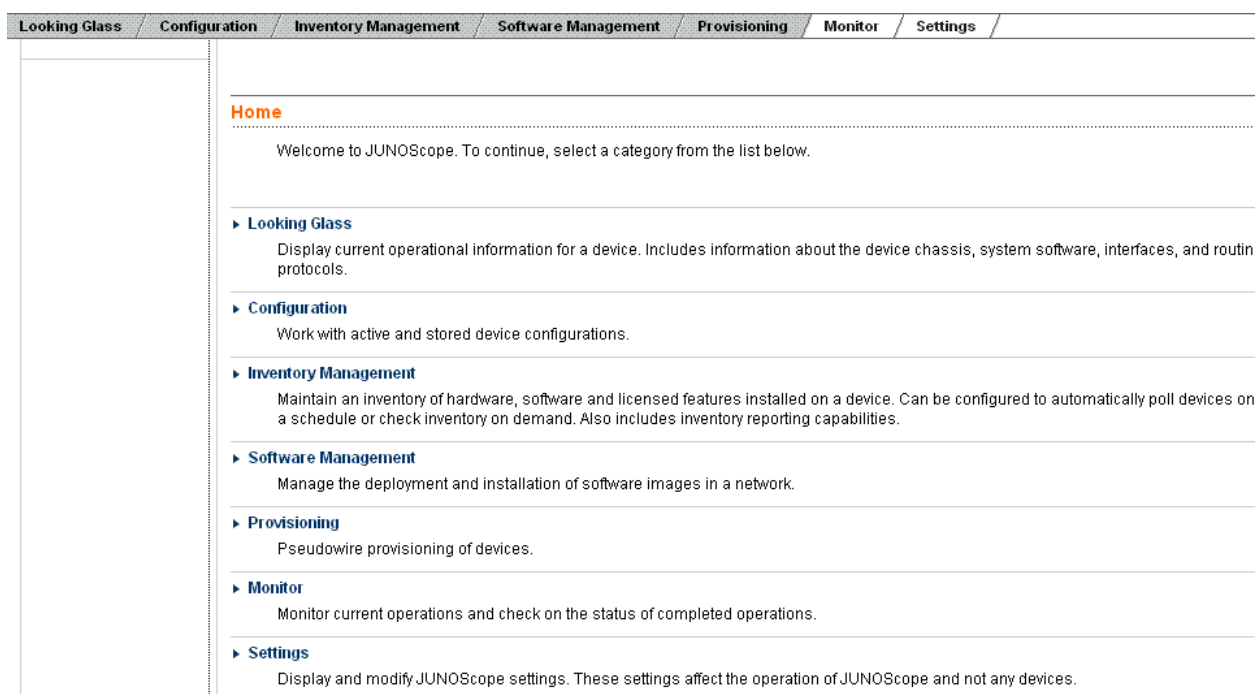 Looking Glass / Configuration / Inventory Management / Software Management / Provisioning / Monitor / Settings /
Home
Welcome to JUNOScope. To continue, select a category from the list below.
Looking Glass
Display current operational information for a device. Includes information about the device chassis, system software, interfaces, and routin
protocols.
Configuration
Work with active and stored device configurations.
Inventory Management
Maintain an inventory of hardware, software and licensed features installed on a device. Can be configured to automatically poll devices on
a schedule or check inventory on demand. Also includes inventory reporting capabilities.
Software Management
Manage the deployment and installation of software images in a network.
Provisioning
Pseudowire provisioning of devices.
Monitor
Monitor current operations and check on the status of completed operations.
Settings
Display and modify JUNOScope settings. These settings affect the operation of JUNOScope and not any devices.